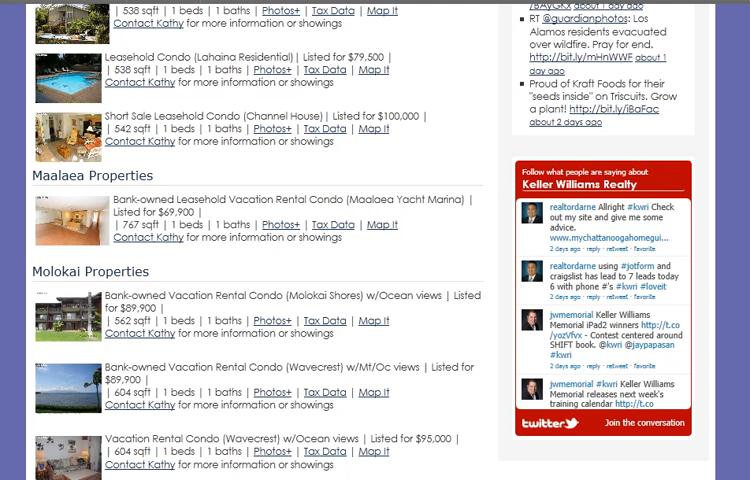 | 538 sqft | 1 beds | 1 baths | Photos+ | Tax Data | Map It
Contact Kathy for more information or showings
Leasehold Condo (Lahaina Residential)| Listed for $79,500 |
| 538 sqft | 1 beds | 1 baths | Photos+ | Tax Data | Map It
Contact Kathy for more information or showings
Short Sale Leasehold Condo (Channel House)| Listed for $100,000 |
| 542 sqft | 1 beds | 1 baths | Photos+ | Tax Data | Map It
Contact Kathy for more information or showings
Maalaea Properties
Bank-owned Leasehold Vacation Rental Condo (Maalaea Yacht Marina) |
Listed for $69,900 |
| 767 sqft | 1 beds | 1 baths | Photos+ | Tax Data | Map It
Contact Kathy for more information or showings
Molokai Properties
Bank-owned Vacation Rental Condo (Molokai Shores) w/Ocean views | Listed
for $89,900 |
| 562 sqft | 1 beds | 1 baths | Photos+ | Tax Data | Map It
Contact Kathy for more information or showings
Bank-owned Vacation Rental Condo (Wavecrest) w/Mt/Oc views | Listed for
$89,900 |
| 604 sqft | 1 beds | 1 baths | Photos+ | Tax Data | Map It
Contact Kathy for more information or showings
Vacation Rental Condo (Wavecrest) w/Ocean views | Listed for $95,000 |
| 604 sqft | 1 beds | 1 baths | Photos+ | Tax Data | Map It
Contact Kathy for more information or showings
/BAyGKx about 1 day ago
RT @guardianphotos: Los
Alamos residents evacuated
over wildfire. Pray for end.
http://bit.ly/mHnWWF about 1
day ago
Proud of Kraft Foods for their
"seeds inside" on Triscuits. Grow
a plant! http://bit.ly/iBaFac
about 2 days ago
Follow what people are saying about
Keller Williams Realty
realtordarne Allright #kwri Check
out my site and give me some
advice.
www.mychattanoogahomegui...
2 days ago · reply · retweet · favorite
realtordarne using #jotform and
craigslist has lead to 7 leads today
6 with phone #'s #kwri #loveit
2 days ago · reply · retweet · favorite
jwmemorial #kwri Keller Williams
Memorial iPad2 winners http://t.co
/yozVfvx - Contest centered around
SHIFT book. @kwri @jaypapasan
#kwri
2 days ago · reply · retweet · favorite
jwmemorial #kwri Keller Williams
Memorial releases next week's
training calendar http://t.co
twitter
Join the conversation